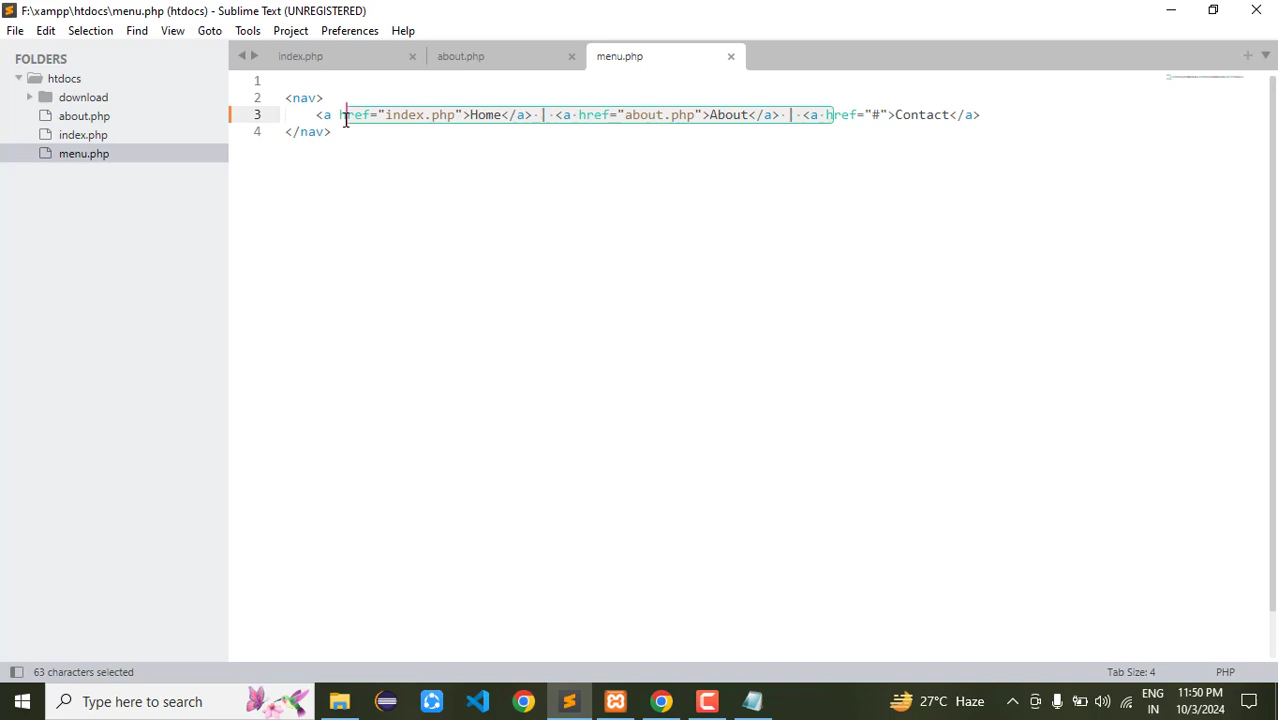 F:\xampp\htdocs\menu.php (htdocs) - Sublime Text (UNREGISTERED)
File Edit Selection Find View Goto Tools Project Preferences Help
FOLDERS
htdocs
download
about.php
index.php
menu.php
index.php
about.php
menu.php
1
2 <nav>
3 <a href="index.php">Home</a> | <a href="about.php">About</a> | <a href="#">Contact</a>
4 </nav>
63 characters selected
Tab Size: 4
PHP
Type here to search
27°C Haze
ENG
IN
11:50 PM
10/3/2024